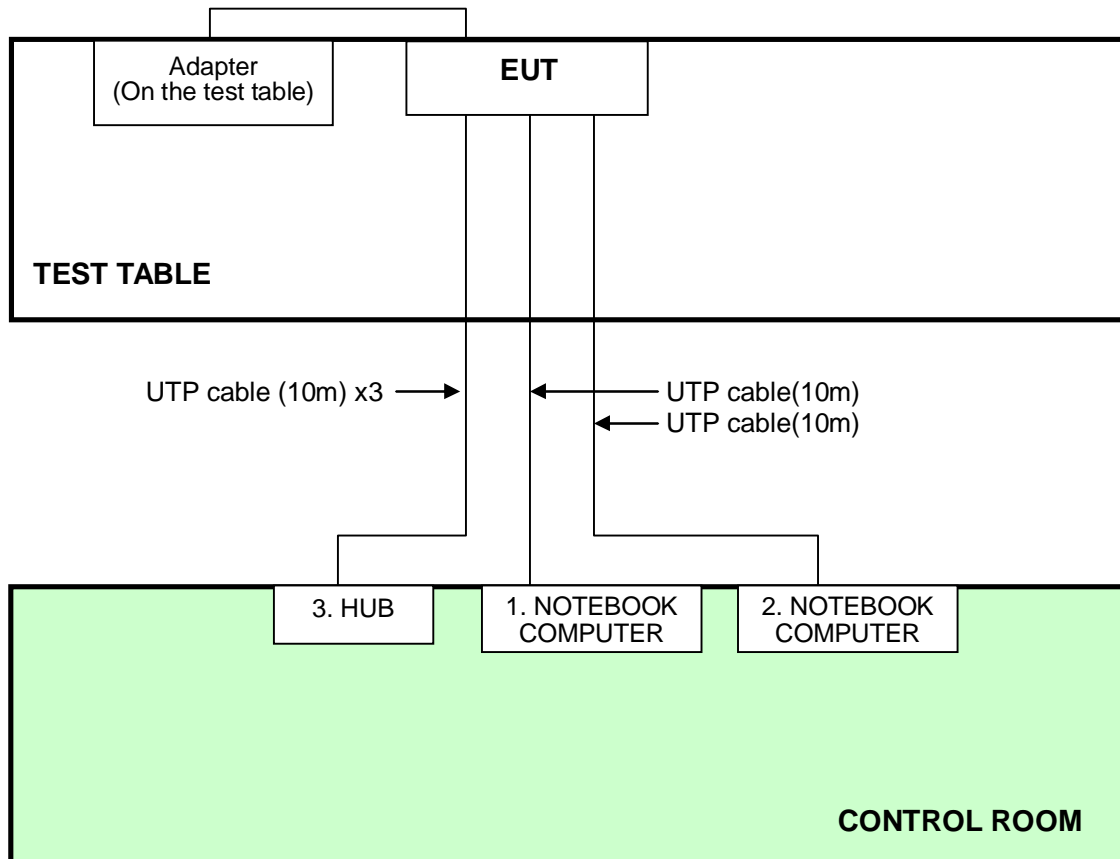 Adapter
(On the test table)
EUT
TEST TABLE
UTP cable (10m) x3
UTP cable(10m)
UTP cable(10m)
3. HUB
1. NOTEBOOK
COMPUTER
2. NOTEBOOK
COMPUTER
CONTROL ROOM